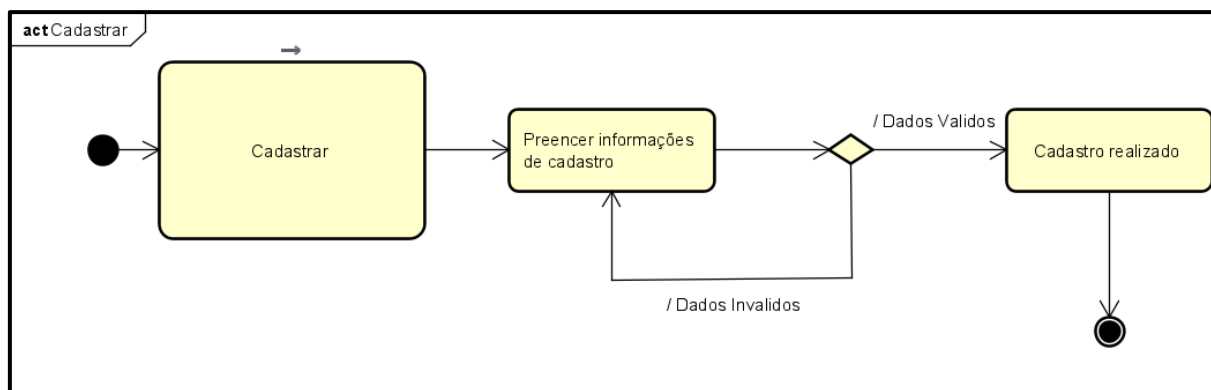 act Cadastrar
Cadastrar
Preencer informações
de cadastro
/ Dados Validos
Cadastro realizado
/ Dados Invalidos